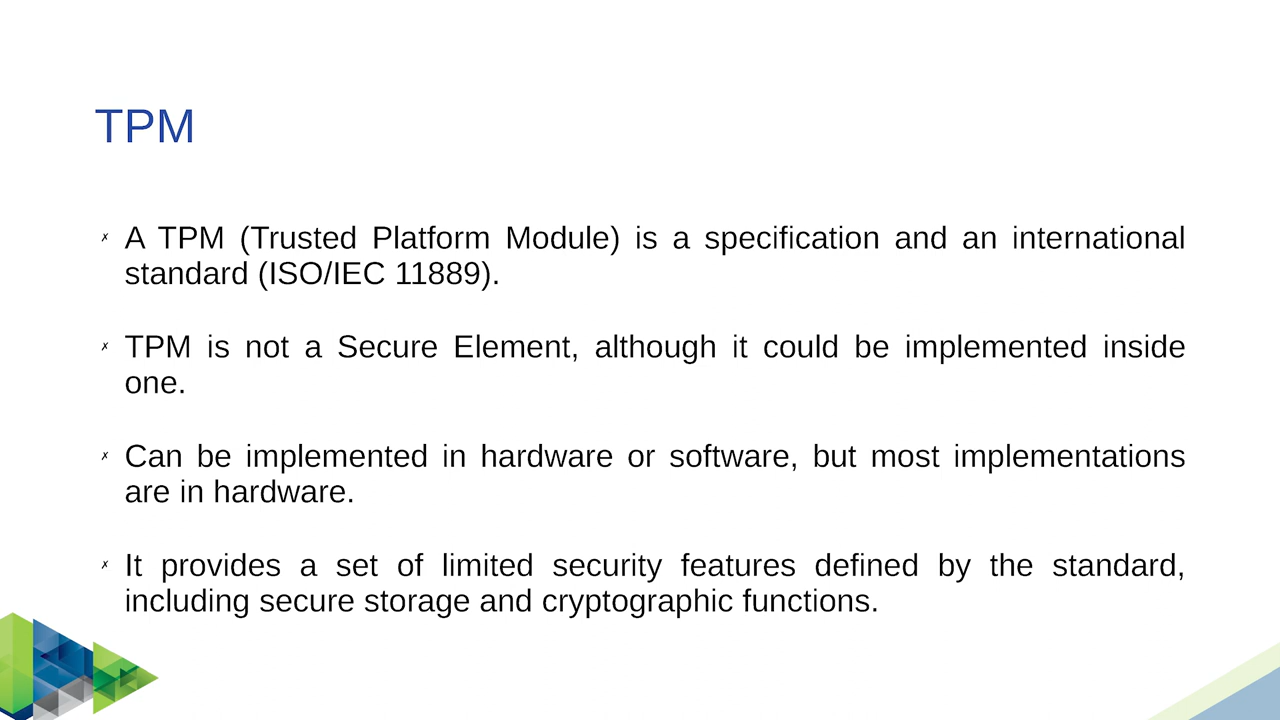 TPM
✗ A TPM (Trusted Platform Module) is a specification and an international
standard (ISO/IEC 11889).
✗ TPM is not a Secure Element, although it could be implemented inside
one.
✗ Can be implemented in hardware or software, but most implementations
are in hardware.
✗ It provides a set of limited security features defined by the standard,
including secure storage and cryptographic functions.